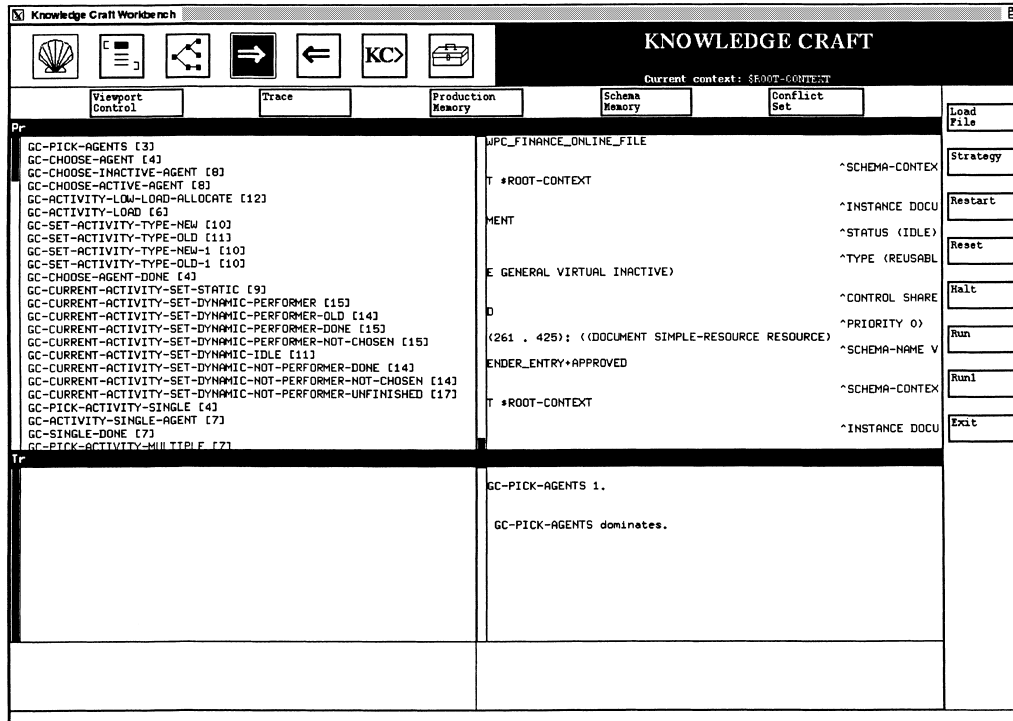 Knowledge Craft Workbench
KC>
KNOWLEDGE CRAFT
Current context: $ROOT-CONTEXT
Viewport
Control
Trace
Production
Memory
Schema
Memory
Conflict
Set
Load
File
Strategy
Restart
Reset
Halt
Run
Run1
Exit
Pr
GC-PICK-AGENTS [3]
GC-CHOOSE-AGENT [4]
GC-CHOOSE-INACTIVE-AGENT [8]
GC-CHOOSE-ACTIVE-AGENT [8]
GC-ACTIVITY-LOW-LOAD-ALLOCATE [12]
GC-ACTIVITY-LOAD [6]
GC-SET-ACTIVITY-TYPE-NEW [10]
GC-SET-ACTIVITY-TYPE-OLD [11]
GC-SET-ACTIVITY-TYPE-NEW-1 [10]
GC-SET-ACTIVITY-TYPE-OLD-1 [10]
GC-CHOOSE-AGENT-DONE [4]
GC-CURRENT-ACTIVITY-SET-STATIC [9]
GC-CURRENT-ACTIVITY-SET-DYNAMIC-PERFORMER [15]
GC-CURRENT-ACTIVITY-SET-DYNAMIC-PERFORMER-OLD [14]
GC-CURRENT-ACTIVITY-SET-DYNAMIC-PERFORMER-DONE [15]
GC-CURRENT-ACTIVITY-SET-DYNAMIC-PERFORMER-NOT-CHOSEN [15]
GC-CURRENT-ACTIVITY-SET-DYNAMIC-IDLE [11]
GC-CURRENT-ACTIVITY-SET-DYNAMIC-NOT-PERFORMER-DONE [14]
GC-CURRENT-ACTIVITY-SET-DYNAMIC-NOT-PERFORMER-NOT-CHOSEN [14]
GC-CURRENT-ACTIVITY-SET-DYNAMIC-NOT-PERFORMER-UNFINISHED [17]
GC-PICK-ACTIVITY-SINGLE [4]
GC-ACTIVITY-SINGLE-AGENT [7]
GC-SINGLE-DONE [7]
GC-PICK-ACTIVITY-MULTIPLE [7]
WPC_FINANCE_ONLINE_FILE
^SCHEMA-CONTEX
T $ROOT-CONTEXT
^INSTANCE DOCU
MENT
^STATUS (IDLE)
^TYPE (REUSABL
E GENERAL VIRTUAL INACTIVE)
^CONTROL SHARE
D
^PRIORITY 0)
(261 . 425): ((DOCUMENT SIMPLE-RESOURCE RESOURCE)
^SCHEMA-NAME V
ENDER_ENTRY+APPROVED
^SCHEMA-CONTEX
T $ROOT-CONTEXT
^INSTANCE DOCU
Tr
GC-PICK-AGENTS 1.
GC-PICK-AGENTS dominates.